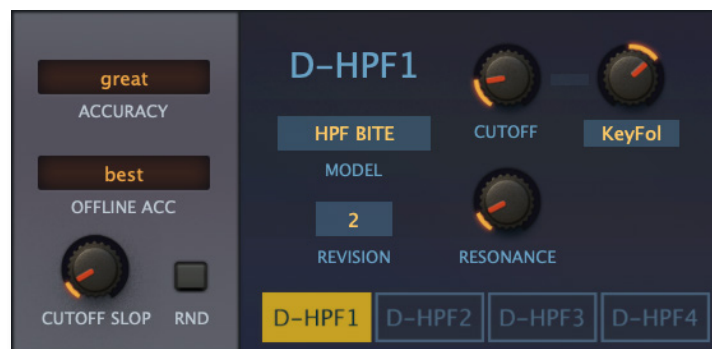 great
ACCURACY
best
OFFLINE ACC
CUTOFF SLOP
RND
D-HPF1
HPF BITE
MODEL
2
REVISION
CUTOFF
KeyFol
RESONANCE
D-HPF1
D-HPF2
D-HPF3
D-HPF4